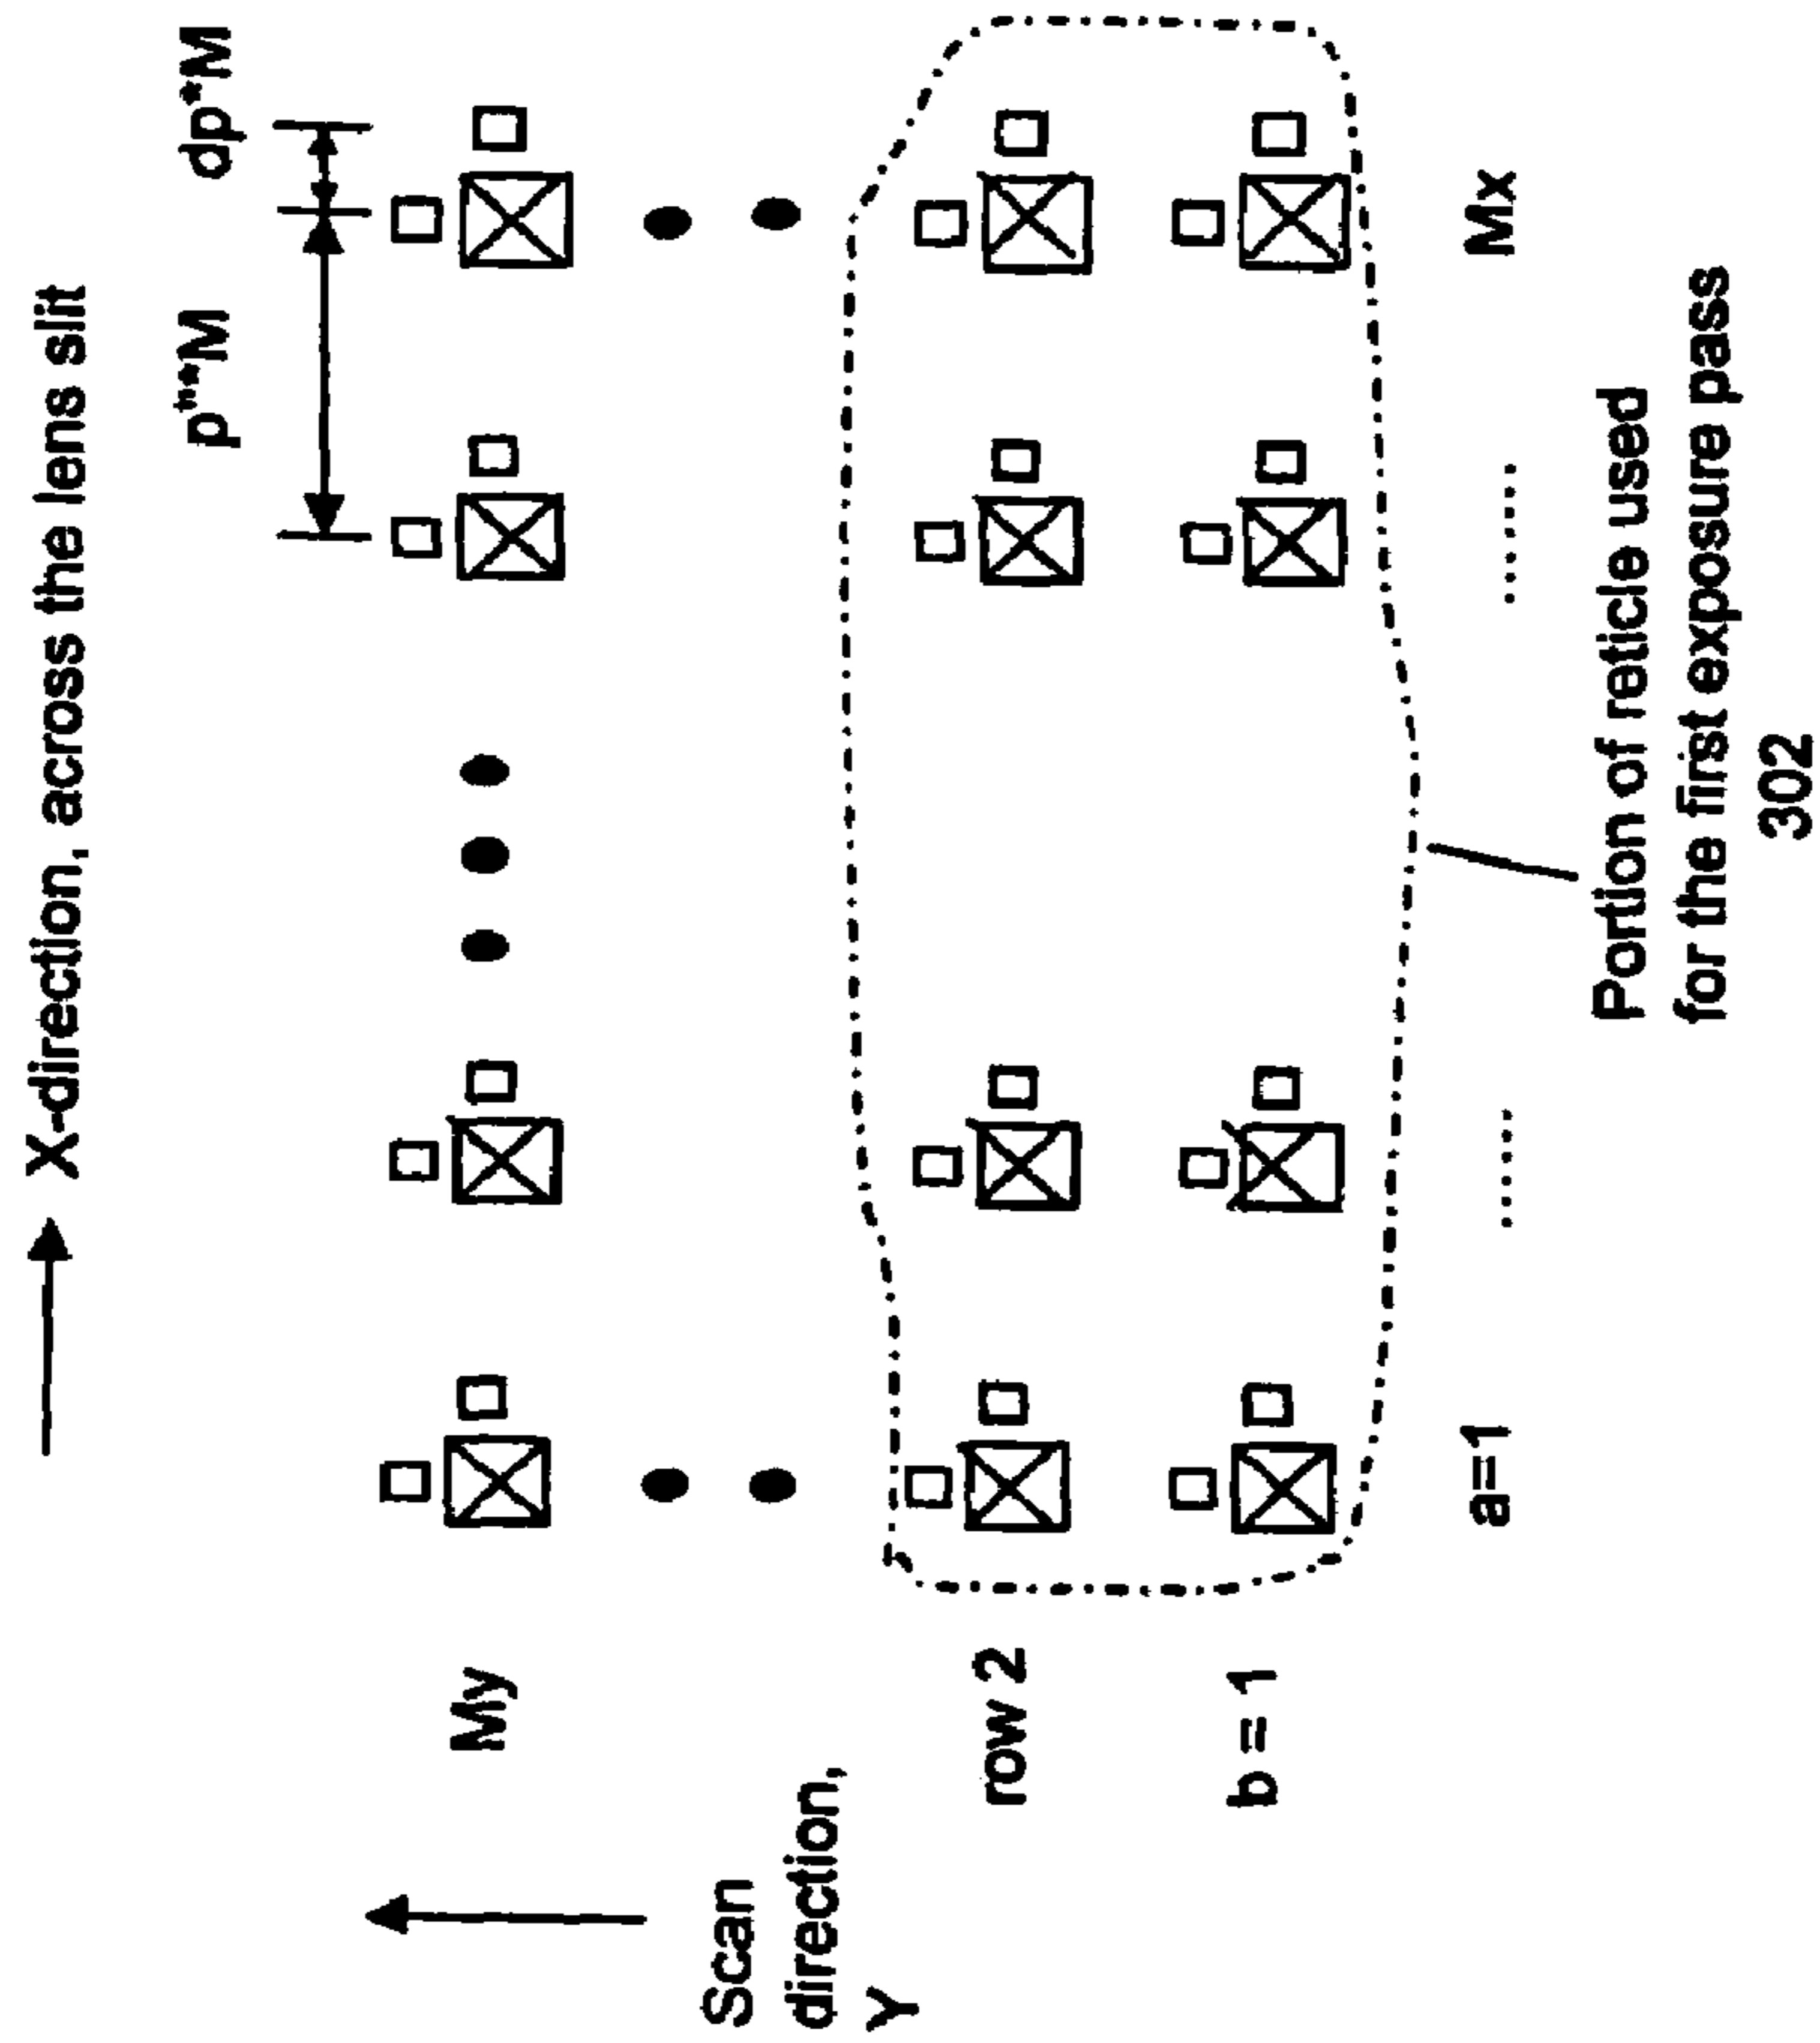 X-direction, across the lens slit
p"*M
dp*M
Scan
direction,
Y
My
row 2
b = 1
a=1
Mx
Portion of reticle used
for the first exposure pass
302